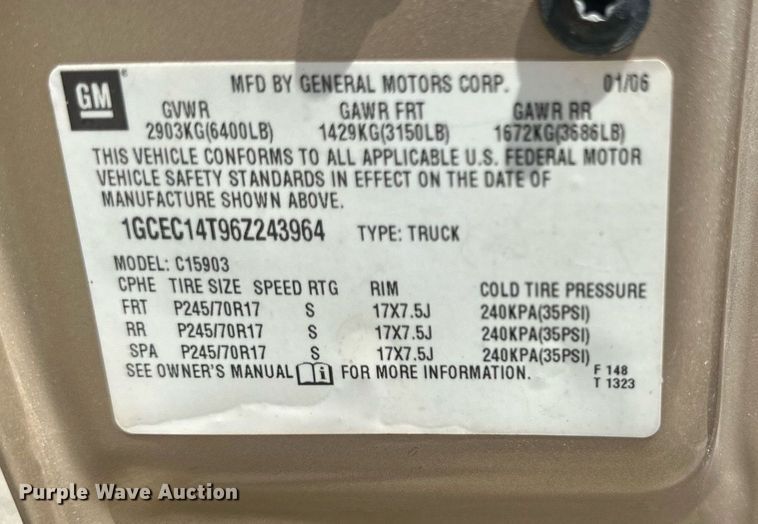 GM® MFD BY GENERAL MOTORS CORP. 01/06
GVWR GAWR FRT GAWR RR
2903KG(6400LB) 1429KG(3150LB) 1672KG(3686LB)
THIS VEHICLE CONFORMS TO ALL APPLICABLE U.S. FEDERAL MOTOR
VEHICLE SAFETY STANDARDS IN EFFECT ON THE DATE OF
MANUFACTURE SHOWN ABOVE.
1GCEC14T96Z243964 TYPE: TRUCK
MODEL: C15903
CPHE TIRE SIZE SPEED RTG RIM COLD TIRE PRESSURE
FRT P245/70R17 S 17X7.5J 240KPA(35PSI)
RR P245/70R17 S 17X7.5J 240KPA(35PSI)
SPA P245/70R17 S 17X7.5J 240KPA(35PSI)
SEE OWNER'S MANUAL i FOR MORE INFORMATION. F 148
T 1323
Purple Wave Auction